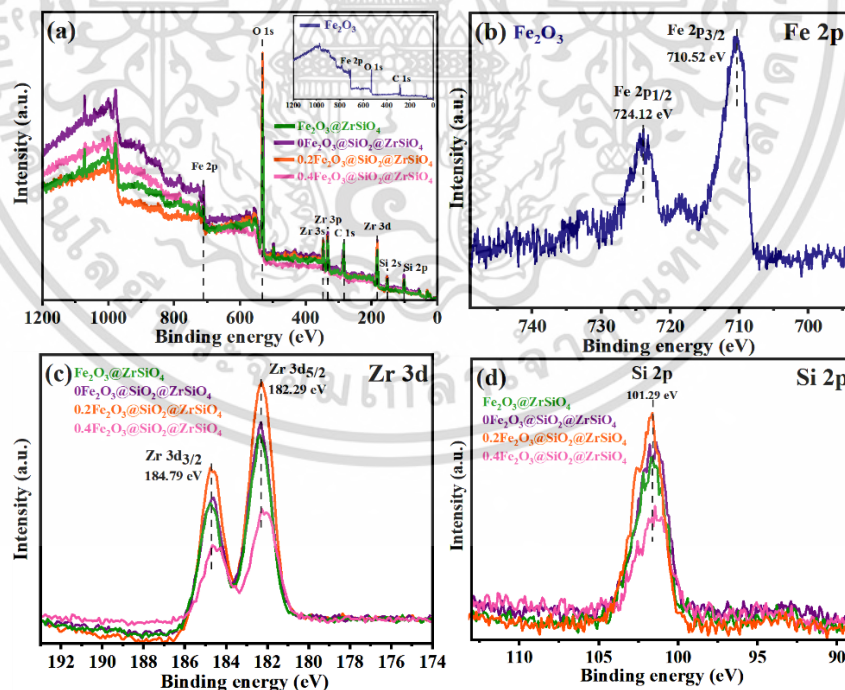 (a)
O 1s
Fe₂O₃
Fe 2p
O 1s
C 1s
1200 1000 800 600 400 200 0
Fe₂O₃@ZrSiO₄
0Fe₂O₃@SiO₂@ZrSiO₄
0.2Fe₂O₃@SiO₂@ZrSiO₄
0.4Fe₂O₃@SiO₂@ZrSiO₄
Fe 2p
Zr 3p
Zr 3s
C 1s
Zr 3d
Si 2s
Si 2p
Intensity (a.u.)
1200 1000 800 600 400 200 0
Binding energy (eV)
(b) Fe₂O₃
Fe 2p
Fe 2p3/2
710.52 eV
Fe 2p1/2
724.12 eV
Intensity (a.u.)
740 730 720 710 700
Binding energy (eV)
(c)
Zr 3d
Fe₂O₃@ZrSiO₄
0Fe₂O₃@SiO₂@ZrSiO₄
0.2Fe₂O₃@SiO₂@ZrSiO₄
0.4Fe₂O₃@SiO₂@ZrSiO₄
Zr 3d5/2
182.29 eV
Zr 3d3/2
184.79 eV
Intensity (a.u.)
192 190 188 186 184 182 180 178 176 174
Binding energy (eV)
(d)
Si 2p
Si 2p
101.29 eV
Fe₂O₃@ZrSiO₄
0Fe₂O₃@SiO₂@ZrSiO₄
0.2Fe₂O₃@SiO₂@ZrSiO₄
0.4Fe₂O₃@SiO₂@ZrSiO₄
Intensity (a.u.)
110 105 100 95 90
Binding energy (eV)